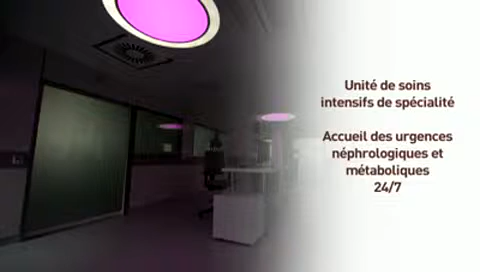 Unité de soins
intensifs de spécialité
Accueil des urgences
néphrologiques et
métaboliques
24/7